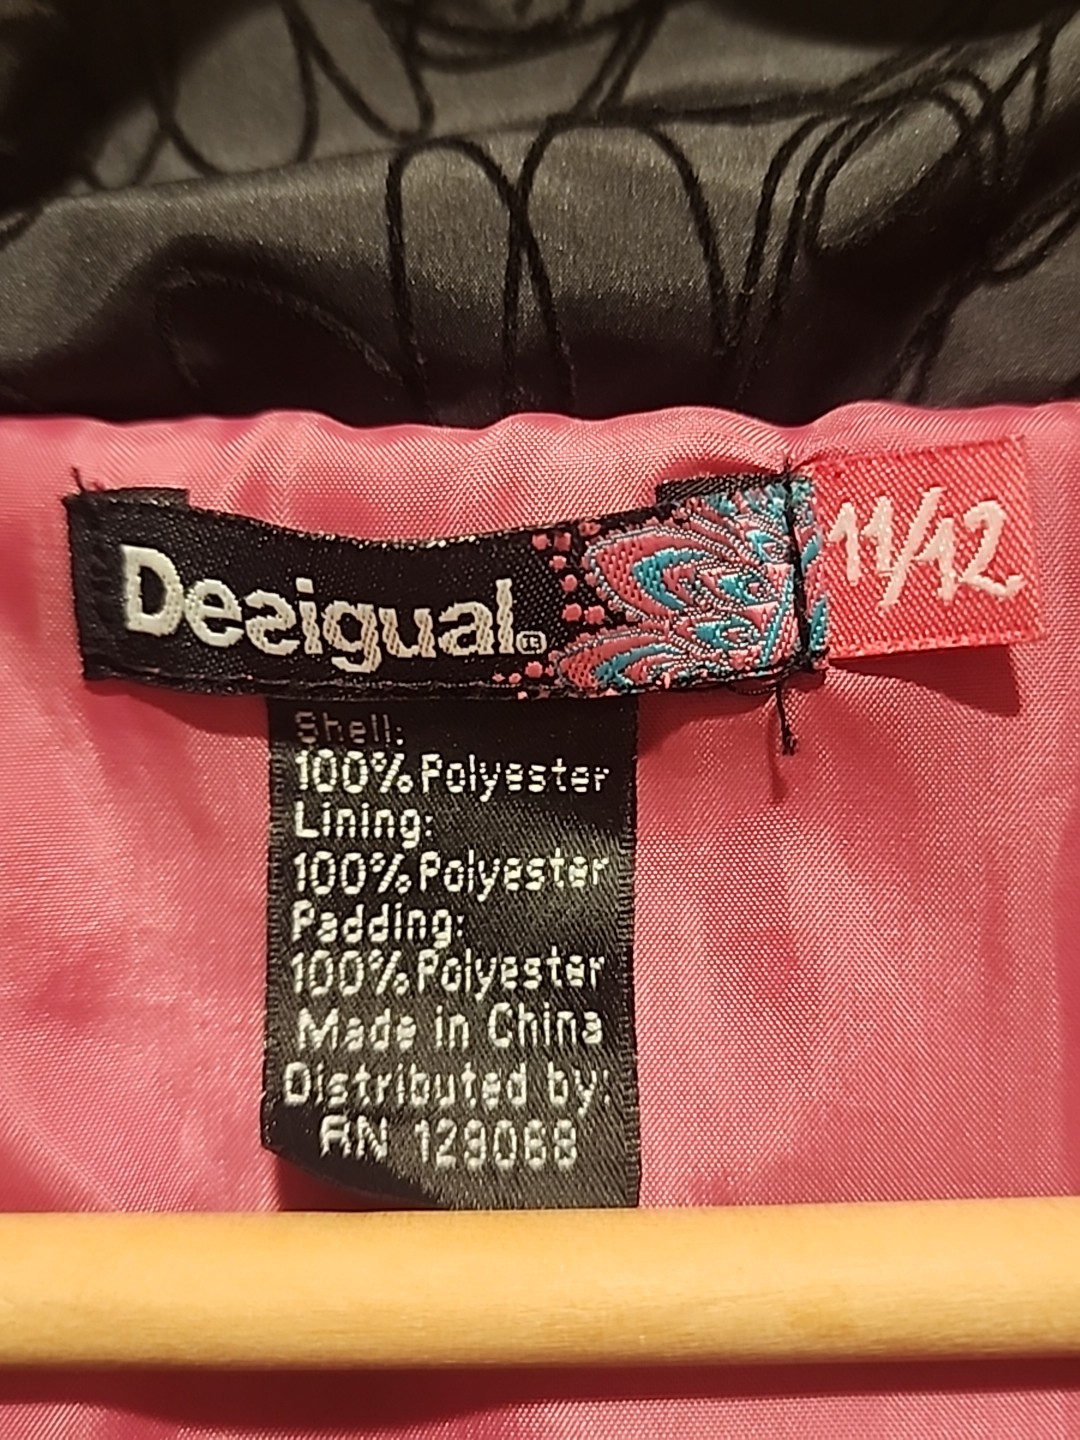 Desigual
11/12
Shell:
100% Polyester
Lining:
100% Polyester
Padding:
100% Polyester
Made in China
Distributed by:
RN 129068